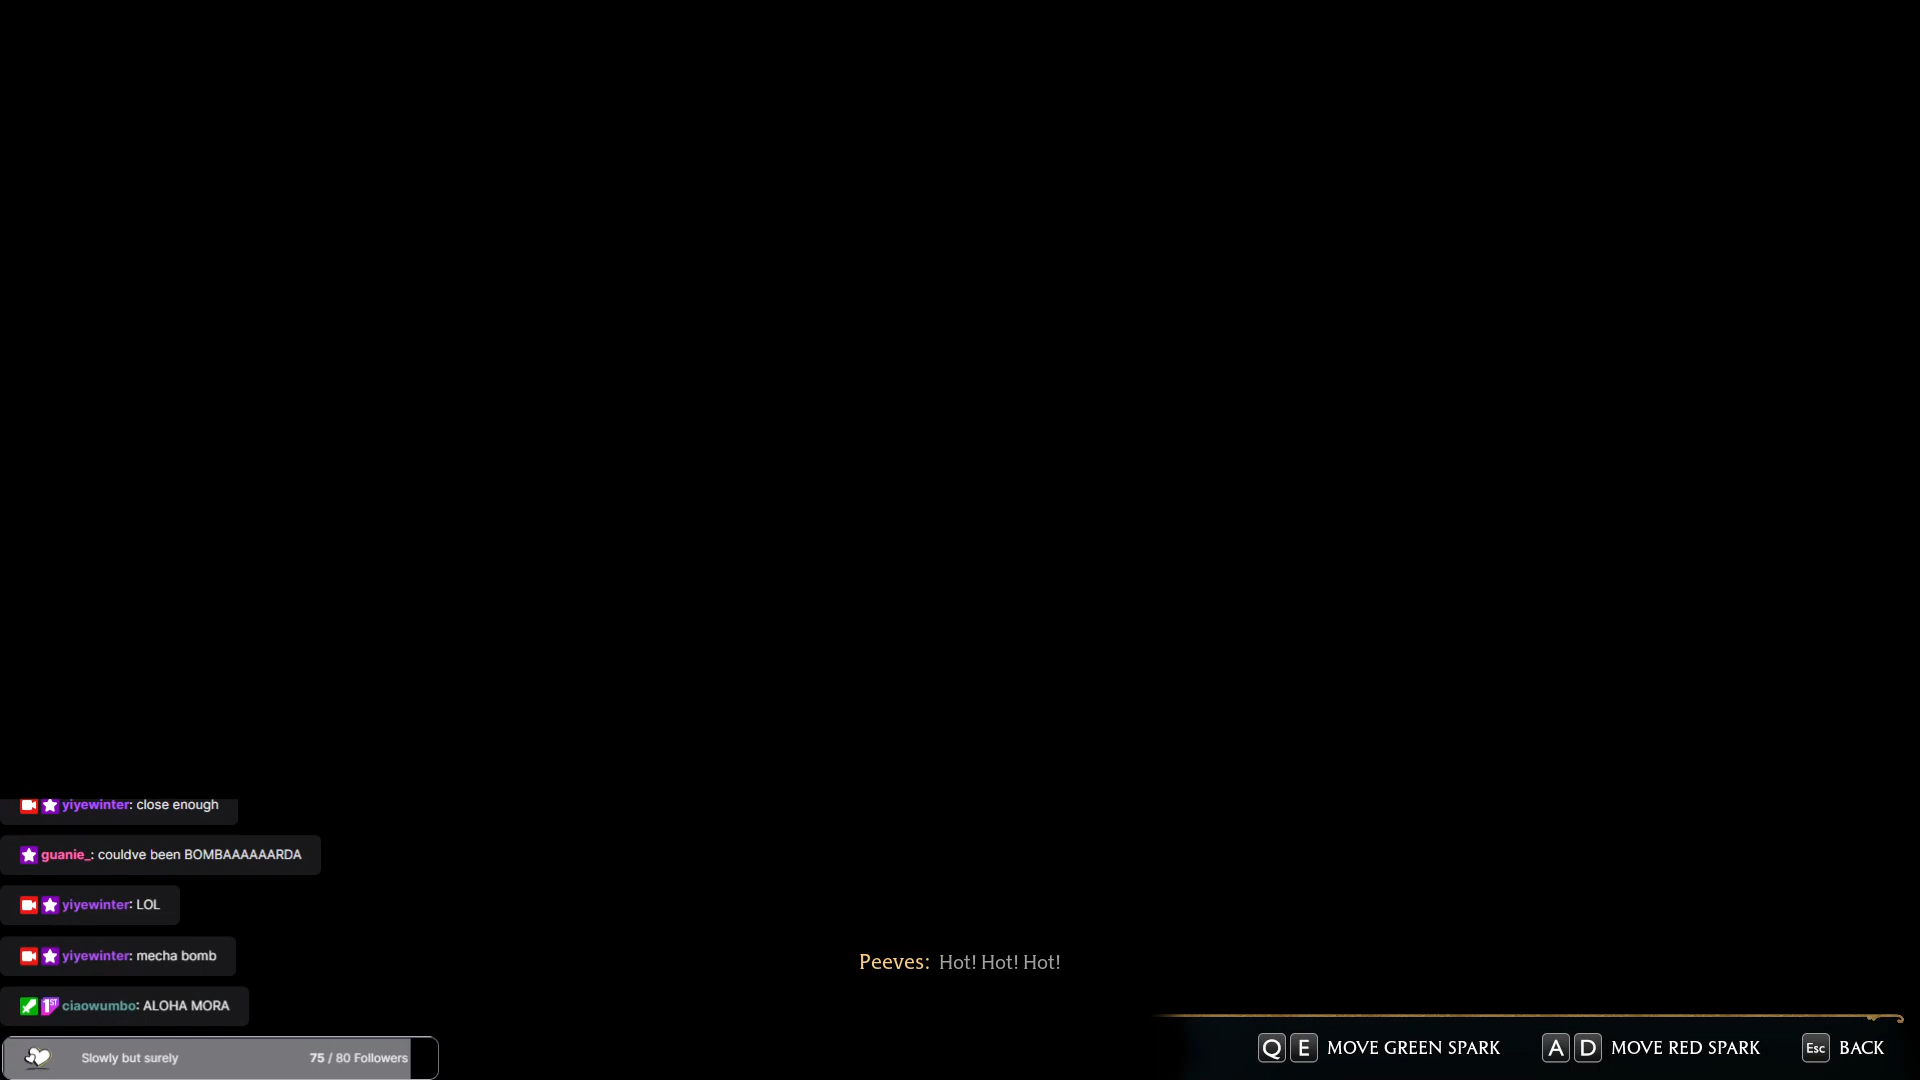 yiyewinter: close enough
guanie_: couldve been BOMBAAAAAARDA
yiyewinter: LOL
yiyewinter: mecha bomb
Peeves: Hot! Hot! Hot!
1ST ciaowumbo: ALOHA MORA
Slowly but surely 75 / 80 Followers
Q E MOVE GREEN SPARK A D MOVE RED SPARK Esc BACK